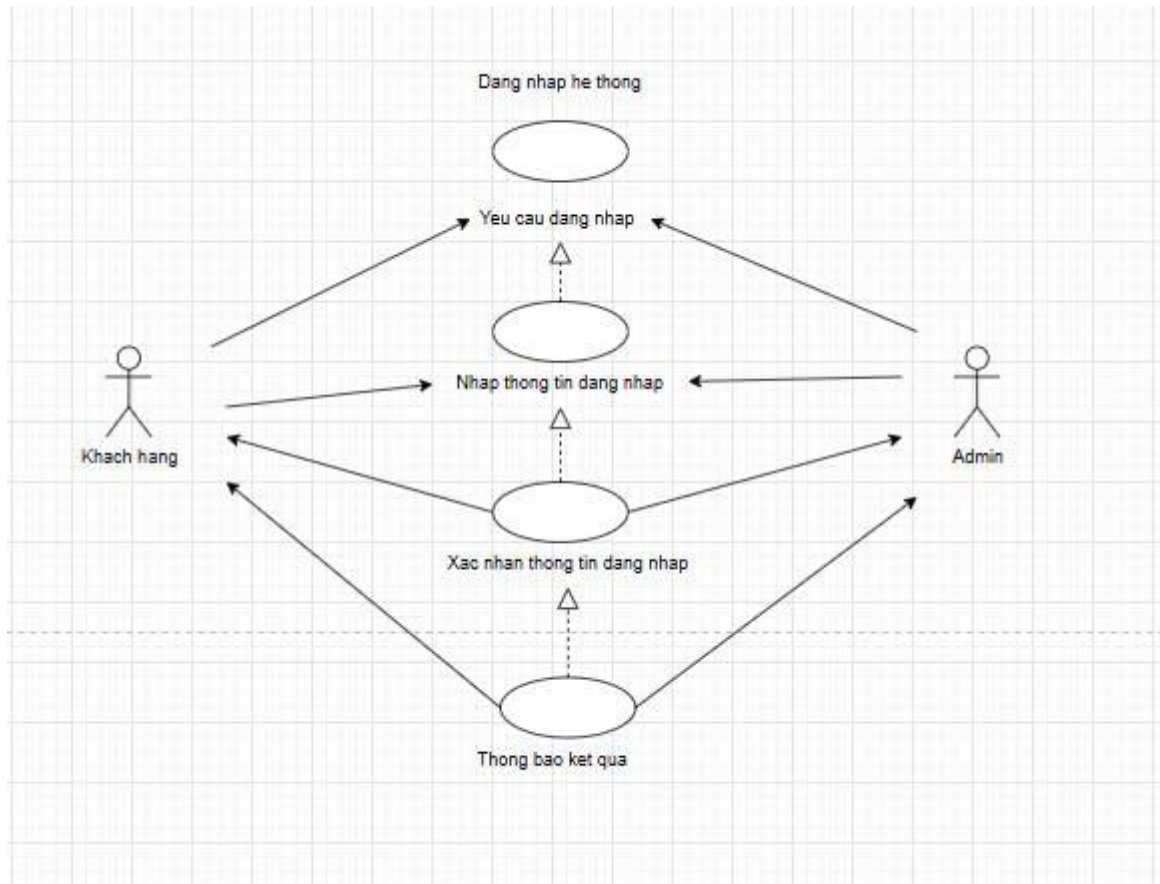 Dang nhap he thong
Yeu cau dang nhap
Nhap thong tin dang nhap
Khach hang
Admin
Xac nhan thong tin dang nhap
Thong bao ket qua